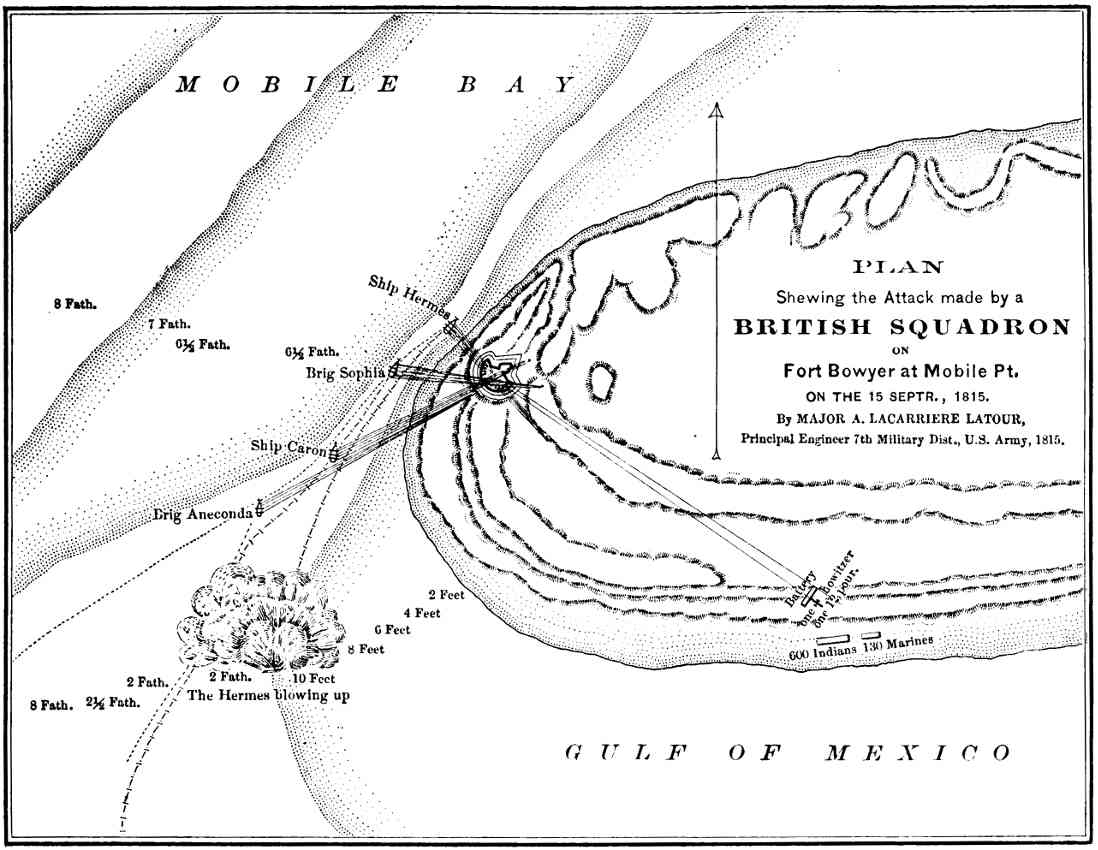 MOBILE BAY
PLAN
Shewing the Attack made by a
BRITISH SQUADRON
ON
Fort Bowyer at Mobile Pt.
ON THE 15 SEPTR., 1815.
By MAJOR A. LACARRIERE LATOUR,
Principal Engineer 7th Military Dist., U.S. Army, 1815.
Ship Hermes
8 Fath.
7 Fath.
6½ Fath.
6½ Fath.
Brig Sophia
Ship Caron
Brig Aneconda
2 Feet
4 Feet
6 Feet
8 Feet
10 Feet
2 Fath.
2 Fath.
The Hermes blowing up
8 Fath.
2½ Fath.
Battery
one howitzer
one 12 pour.
600 Indians
130 Marines
GULF OF MEXICO